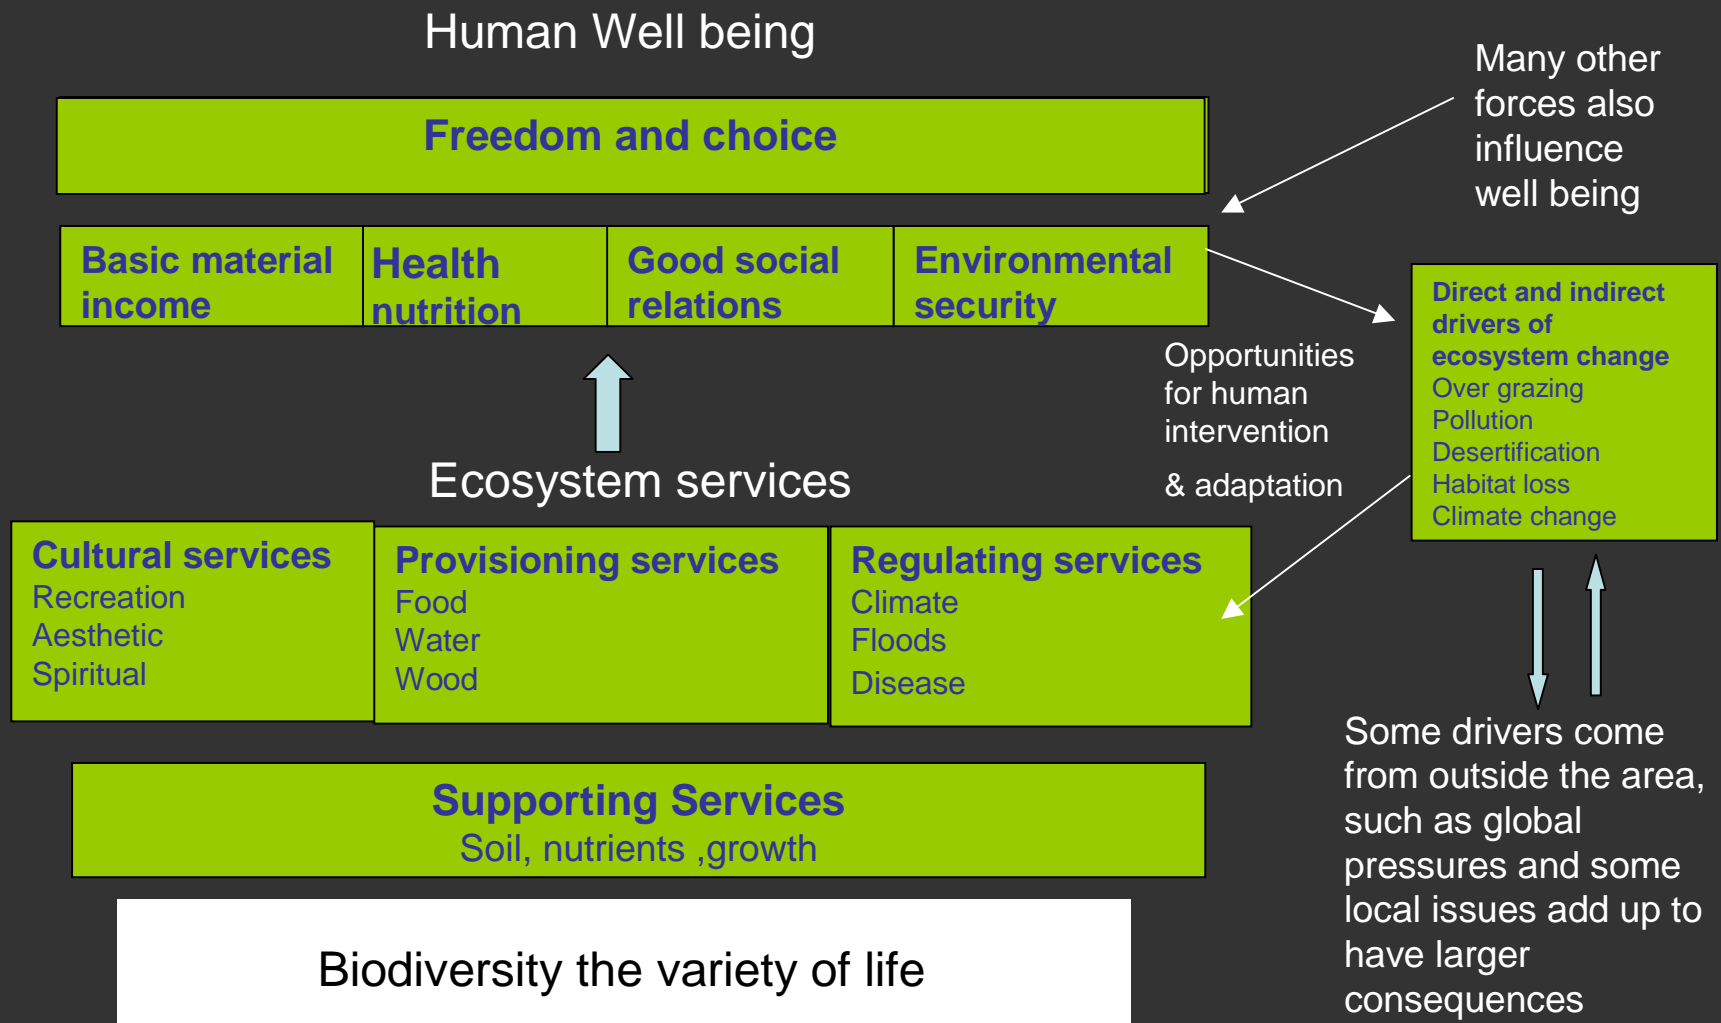 Human Well being
Many other
forces also
influence
well being
Freedom and choice
Basic material
income
Health
nutrition
Good social
relations
Environmental
security
Direct and indirect
drivers of
ecosystem change
Over grazing
Pollution
Desertification
Habitat loss
Climate change
Opportunities
for human
intervention
& adaptation
Ecosystem services
Cultural services
Recreation
Aesthetic
Spiritual
Provisioning services
Food
Water
Wood
Regulating services
Climate
Floods
Disease
Some drivers come
from outside the area,
such as global
pressures and some
local issues add up to
have larger
consequences
Supporting Services
Soil, nutrients ,growth
Biodiversity the variety of life